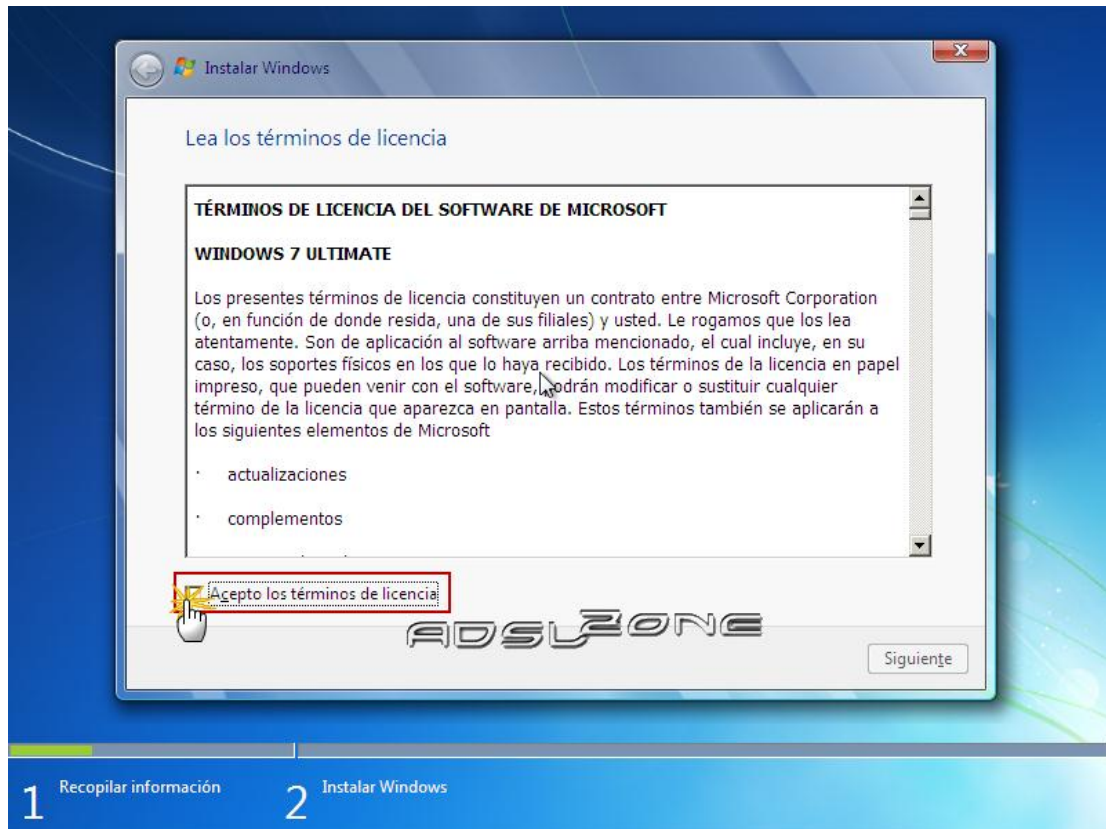 Instalar Windows
Lea los términos de licencia
TÉRMINOS DE LICENCIA DEL SOFTWARE DE MICROSOFT
WINDOWS 7 ULTIMATE
Los presentes términos de licencia constituyen un contrato entre Microsoft Corporation
(o, en función de donde resida, una de sus filiales) y usted. Le rogamos que los lea
atentamente. Son de aplicación al software arriba mencionado, el cual incluye, en su
caso, los soportes físicos en los que lo haya recibido. Los términos de la licencia en papel
impreso, que pueden venir con el software, podrán modificar o sustituir cualquier
término de la licencia que aparezca en pantalla. Estos términos también se aplicarán a
los siguientes elementos de Microsoft
· actualizaciones
· complementos
Acepto los términos de licencia
ADSLZONE
Siguiente
1 Recopilar información
2 Instalar Windows